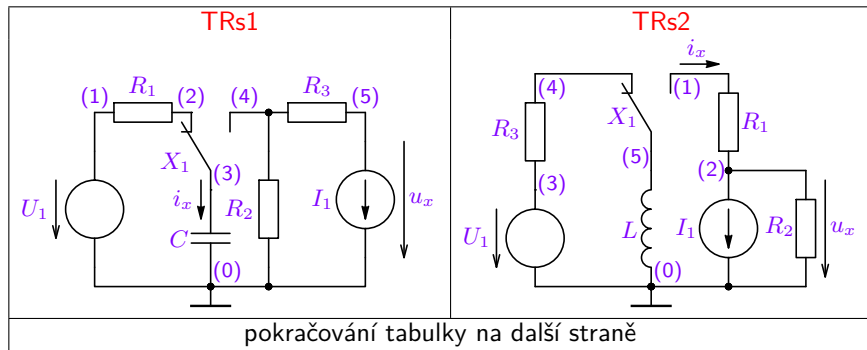 TRs1
TRs2
(1) R1 (2) (4) R3 (5)
X1
(3)
ix
U1
R2
I1
ux
C
(0)
ix
(4)
(1)
R3
X1
R1
(5)
(2)
(3)
U1
L
I1
R2
ux
(0)
pokračování tabulky na další straně